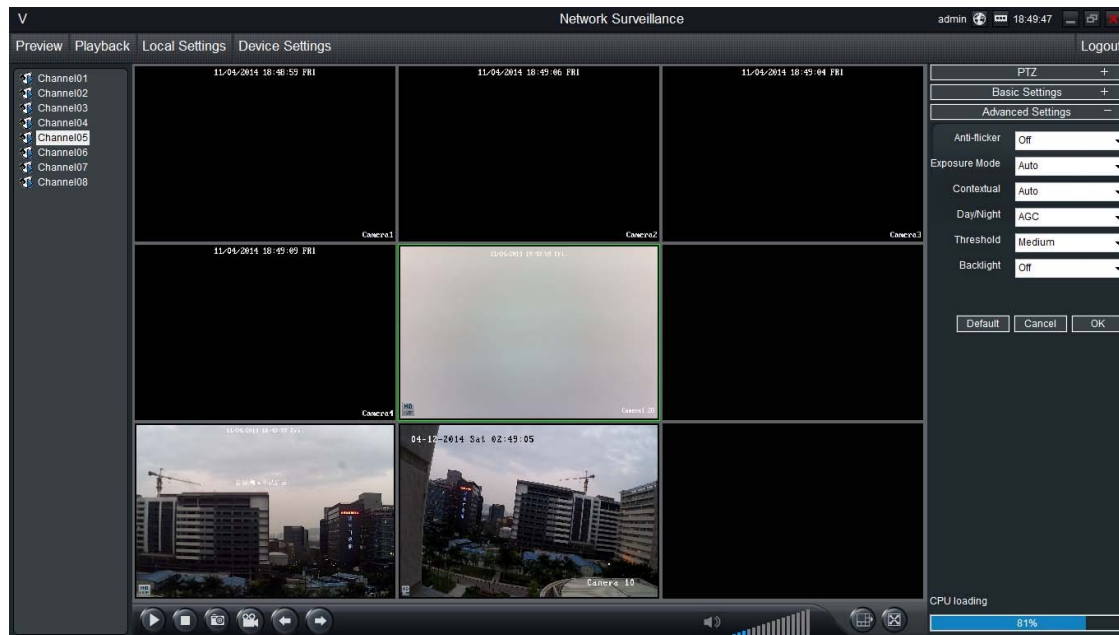 V Network Surveillance admin 18:49:47
Preview Playback Local Settings Device Settings Logout
Channel01
Channel02
Channel03
Channel04
Channel05
Channel06
Channel07
Channel08
11/04/2014 18:48:59 FRI
Camera1
11/04/2014 18:49:06 FRI
Camera2
11/04/2014 18:49:04 FRI
Camera3
11/04/2014 18:49:09 FRI
Camera4
04-12-2014 Sat 02:49:05
Camera 10
PTZ +
Basic Settings +
Advanced Settings −
Anti-flicker Off
Exposure Mode Auto
Contextual Auto
Day/Night AGC
Threshold Medium
Backlight Off
Default Cancel OK
CPU loading
81%